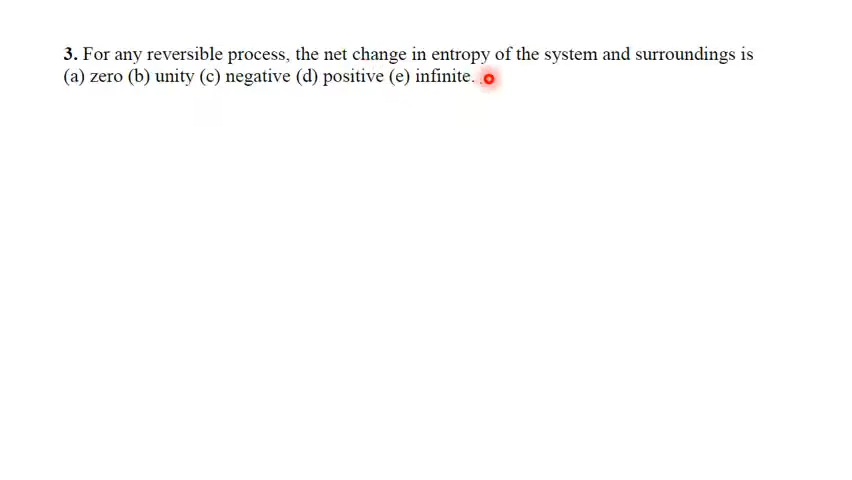 3. For any reversible process, the net change in entropy of the system and surroundings is
(a) zero (b) unity (c) negative (d) positive (e) infinite.